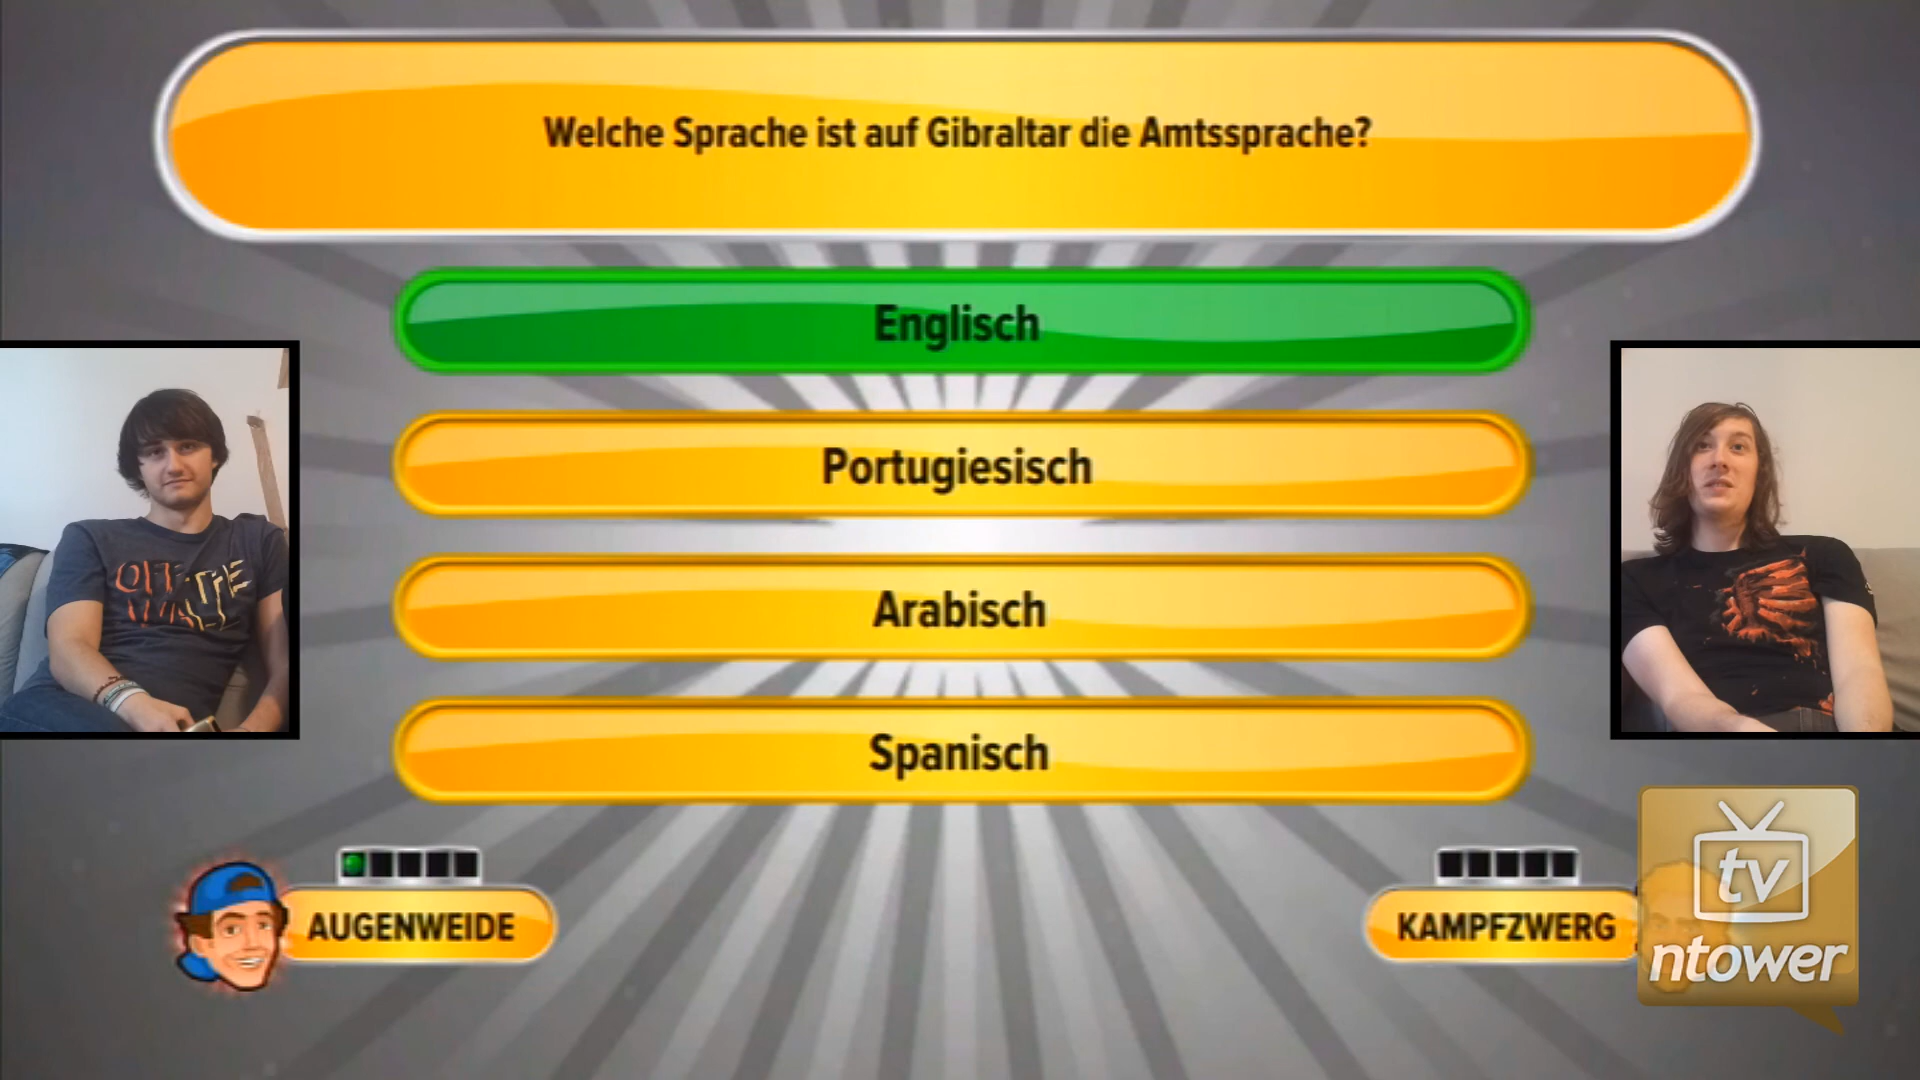 Welche Sprache ist auf Gibraltar die Amtssprache?
Englisch
Portugiesisch
Arabisch
Spanisch
AUGENWEIDE
KAMPFZWERG
tv
ntower